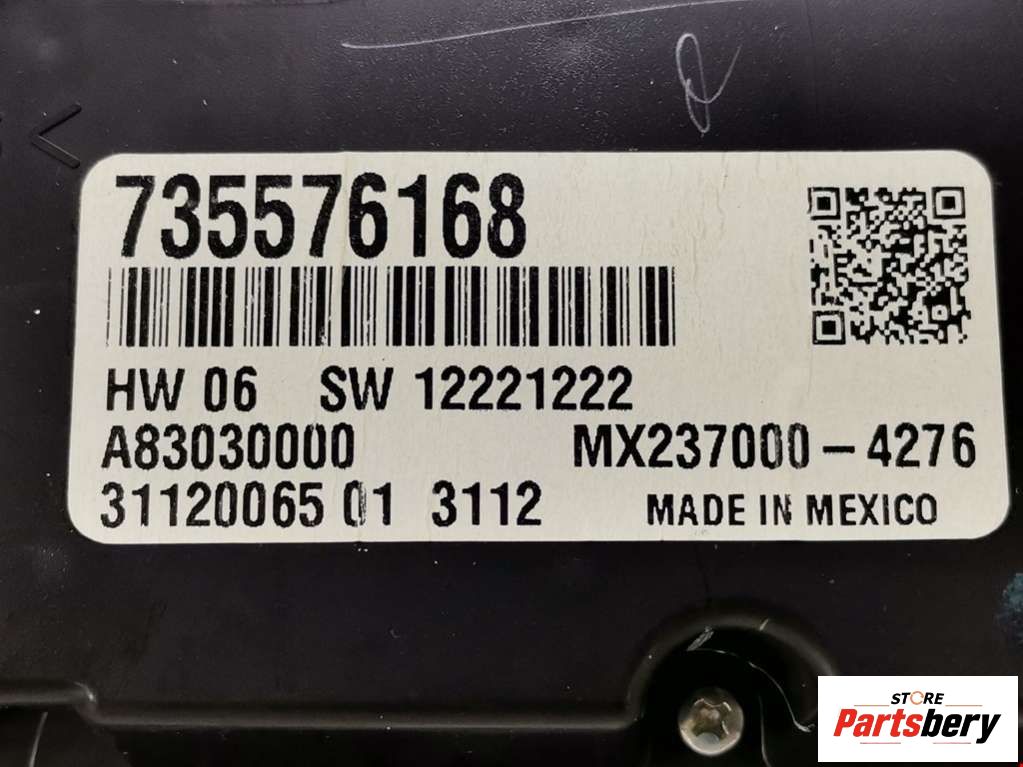 735576168
HW 06 SW 12221222
A83030000 MX237000-4276
31120065 01 3112 MADE IN MEXICO
STORE
Partsbery